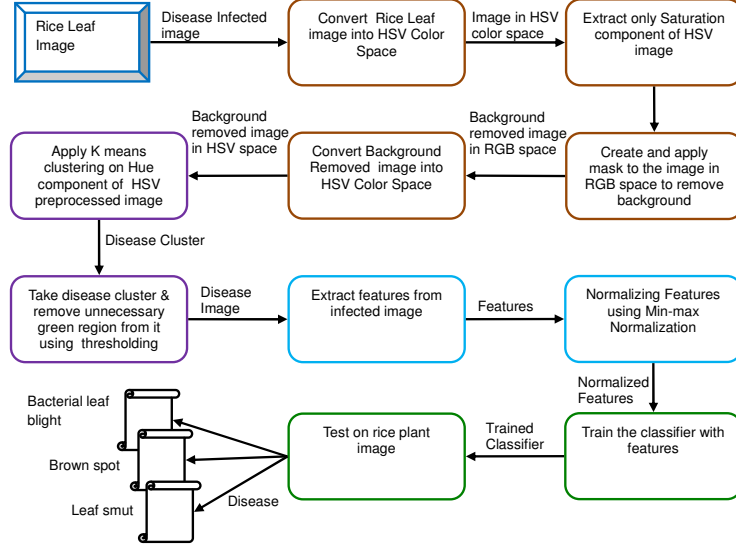 Rice Leaf
Image
Disease Infected
image
Convert Rice Leaf
image into HSV Color
Space
Image in HSV
color space
Extract only Saturation
component of HSV
image
Create and apply
mask to the image in
RGB space to remove
background
Background
removed image
in RGB space
Convert Background
Removed image into
HSV Color Space
Background
removed image
in HSV space
Apply K means
clustering on Hue
component of HSV
preprocessed image
Disease Cluster
Take disease cluster &
remove unnecessary
green region from it
using thresholding
Disease
Image
Extract features from
infected image
Features
Normalizing Features
using Min-max
Normalization
Normalized
Features
Train the classifier with
features
Trained
Classifier
Test on rice plant
image
Disease
Bacterial leaf
blight
Brown spot
Leaf smut